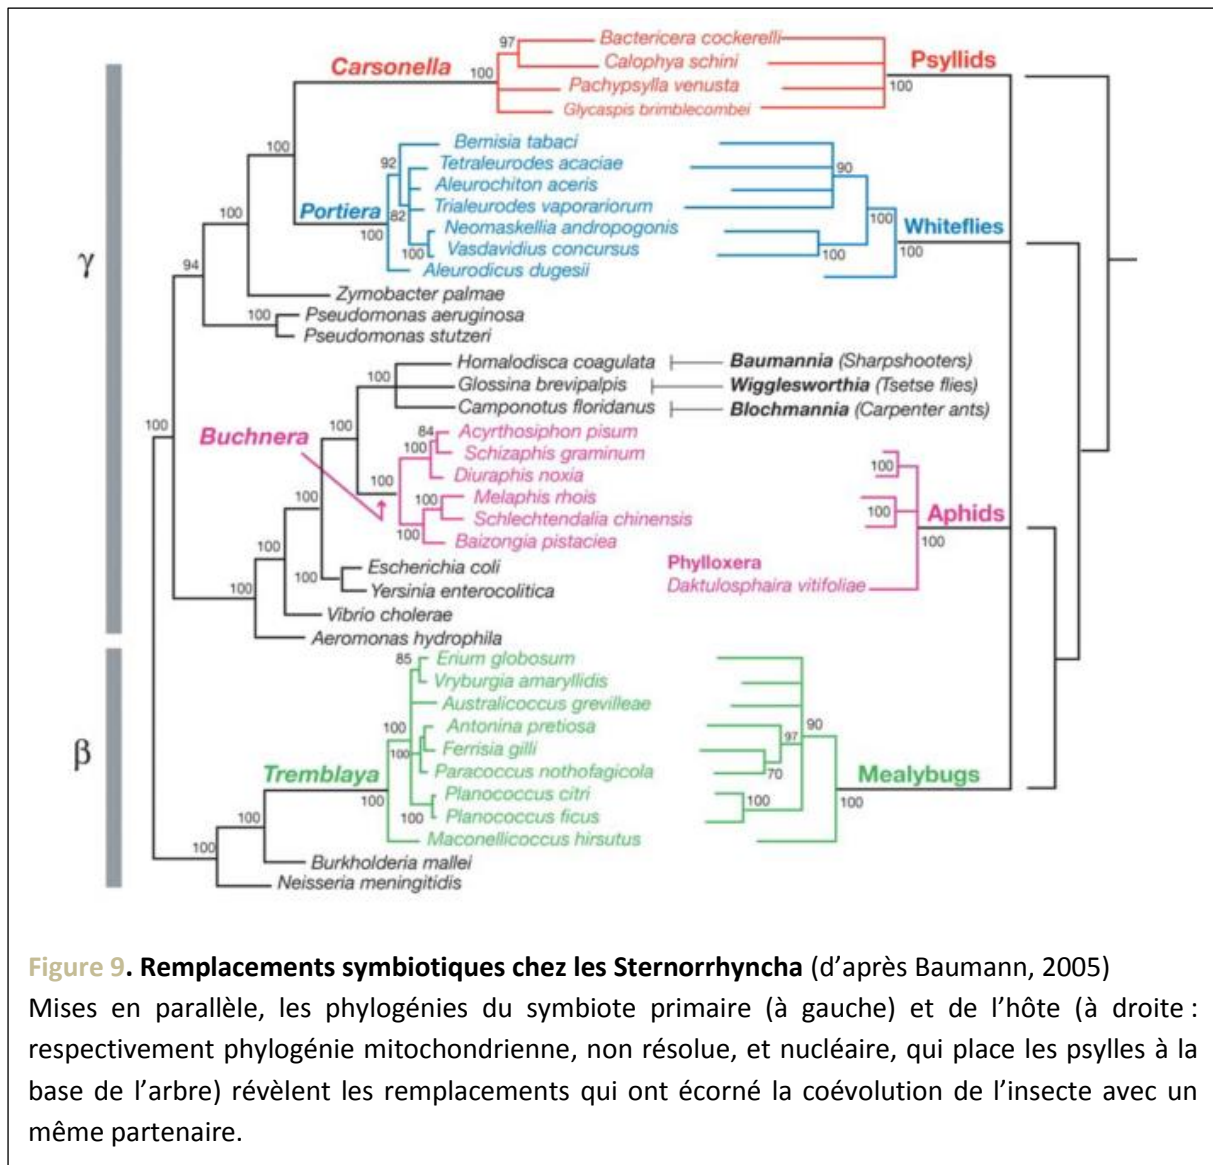 Bactericera cockerelli
97
Calophya schini
Psyllids
Carsonella
100
Pachypsylla venusta
100
Glycaspis brimblecombei
Bemisia tabaci
100
92
Tetraleurodes acaciae
90
Aleurochiton aceris
Portiera
82
Trialeurodes vaporariorum
100
100
Neomaskellia andropogonis
100
Whiteflies
100
Vasdavidius concursus
100
100
γ
94
Aleurodicus dugesii
Zymobacter palmae
100
Pseudomonas aeruginosa
Pseudomonas stutzeri
Homalodisca coagulata
Baumannia (Sharpshooters)
100
Glossina brevipalpis
Wigglesworthia (Tsetse flies)
Camponotus floridanus
Blochmannia (Carpenter ants)
100
100
Buchnera
84
Acyrthosiphon pisum
100
Schizaphis graminum
100
100
Diuraphis noxia
100
Melaphis rhois
100
100
Schlechtendalia chinensis
100
Aphids
100
Baizongia pistaciea
100
100
Phylloxera
Escherichia coli
100
Daktulosphaira vitifoliae
Yersinia enterocolitica
100
Vibrio cholerae
Aeromonas hydrophila
85
Erium globosum
Vryburgia amaryllidis
Australicoccus grevilleae
100
Antonina pretiosa
90
97
β
100
Ferrisia gilli
Tremblaya
Paracoccus nothofagicola
70
Mealybugs
100
Planococcus citri
100
100
100
Planococcus ficus
100
Maconellicoccus hirsutus
100
Burkholderia mallei
Neisseria meningitidis
Figure 9. Remplacements symbiotiques chez les Sternorrhyncha (d’après Baumann, 2005)
Mises en parallèle, les phylogénies du symbiote primaire (à gauche) et de l’hôte (à droite :
respectivement phylogénie mitochondrienne, non résolue, et nucléaire, qui place les psylles à la
base de l’arbre) révèlent les remplacements qui ont écorné la coévolution de l’insecte avec un
même partenaire.